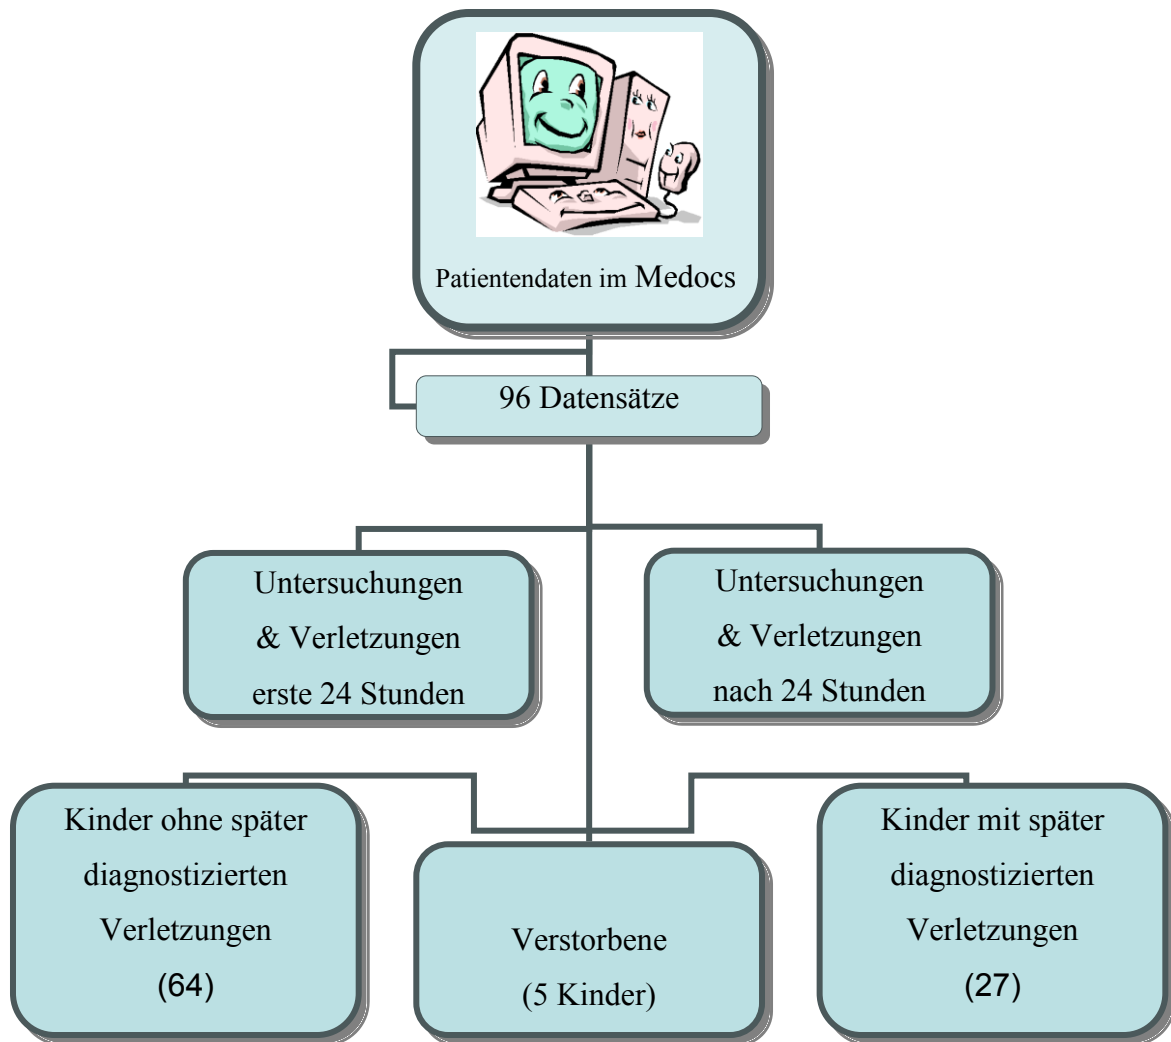 Patientendaten im Medocs
96 Datensätze
Untersuchungen
& Verletzungen
erste 24 Stunden
Untersuchungen
& Verletzungen
nach 24 Stunden
Kinder ohne später
diagnostizierten
Verletzungen
(64)
Verstorbene
(5 Kinder)
Kinder mit später
diagnostizierten
Verletzungen
(27)